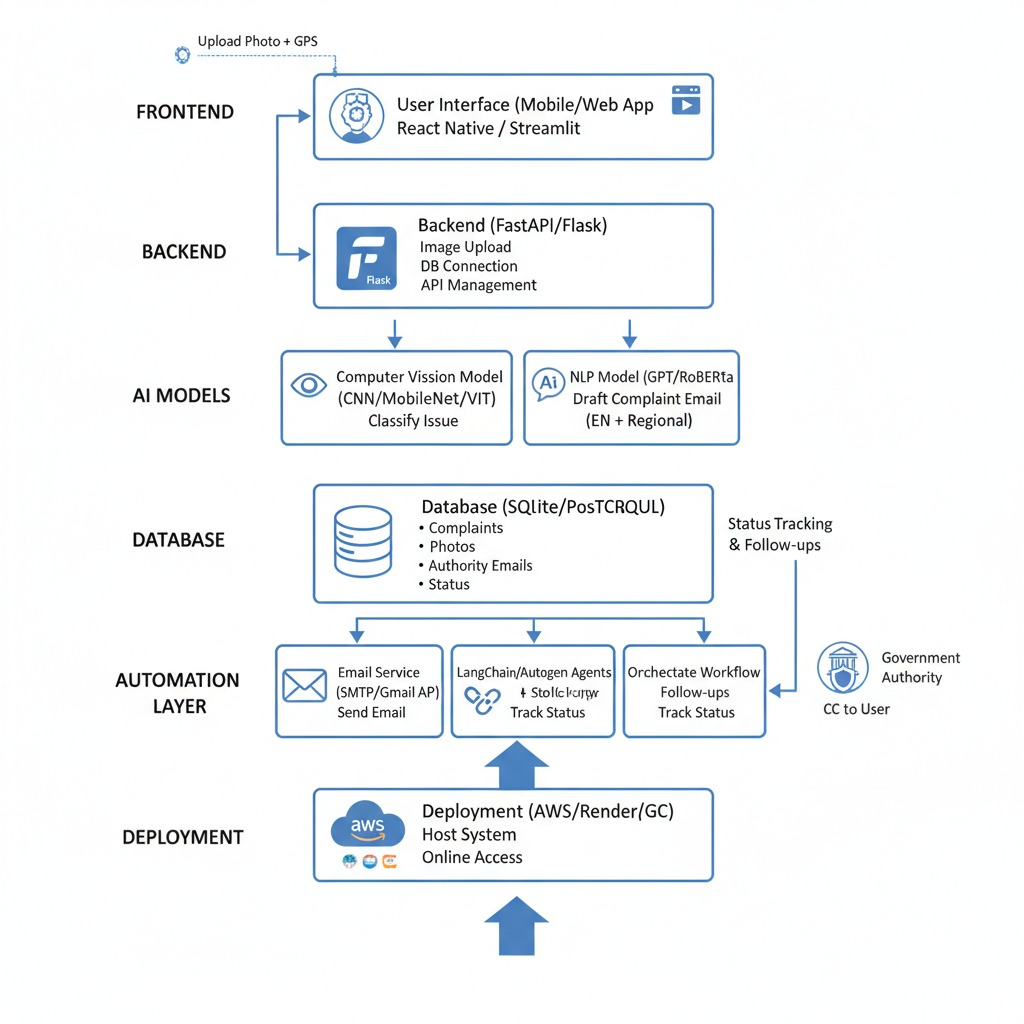 Upload Photo + GPS
FRONTEND
User Interface (Mobile/Web App
React Native / Streamlit
BACKEND
Flask
Backend (FastAPI/Flask)
Image Upload
DB Connection
API Management
AI MODELS
Computer Vission Model
(CNN/MobileNet/VIT)
Classify Issue
Ai
NLP Model (GPT/RoBERTa
Draft Complaint Email
(EN + Regional)
DATABASE
Database (SQlite/PosTCRQUL)
• Complaints
• Photos
• Authority Emails
• Status
Status Tracking
& Follow-ups
AUTOMATION
LAYER
Email Service
(SMTP/Gmail AP)
Send Email
LangChain/Autogen Agents
Track Status
Orchectate Workflow
Follow-ups
Track Status
Government
Authority
CC to User
DEPLOYMENT
aws
Deployment (AWS/Render/GC)
Host System
Online Access